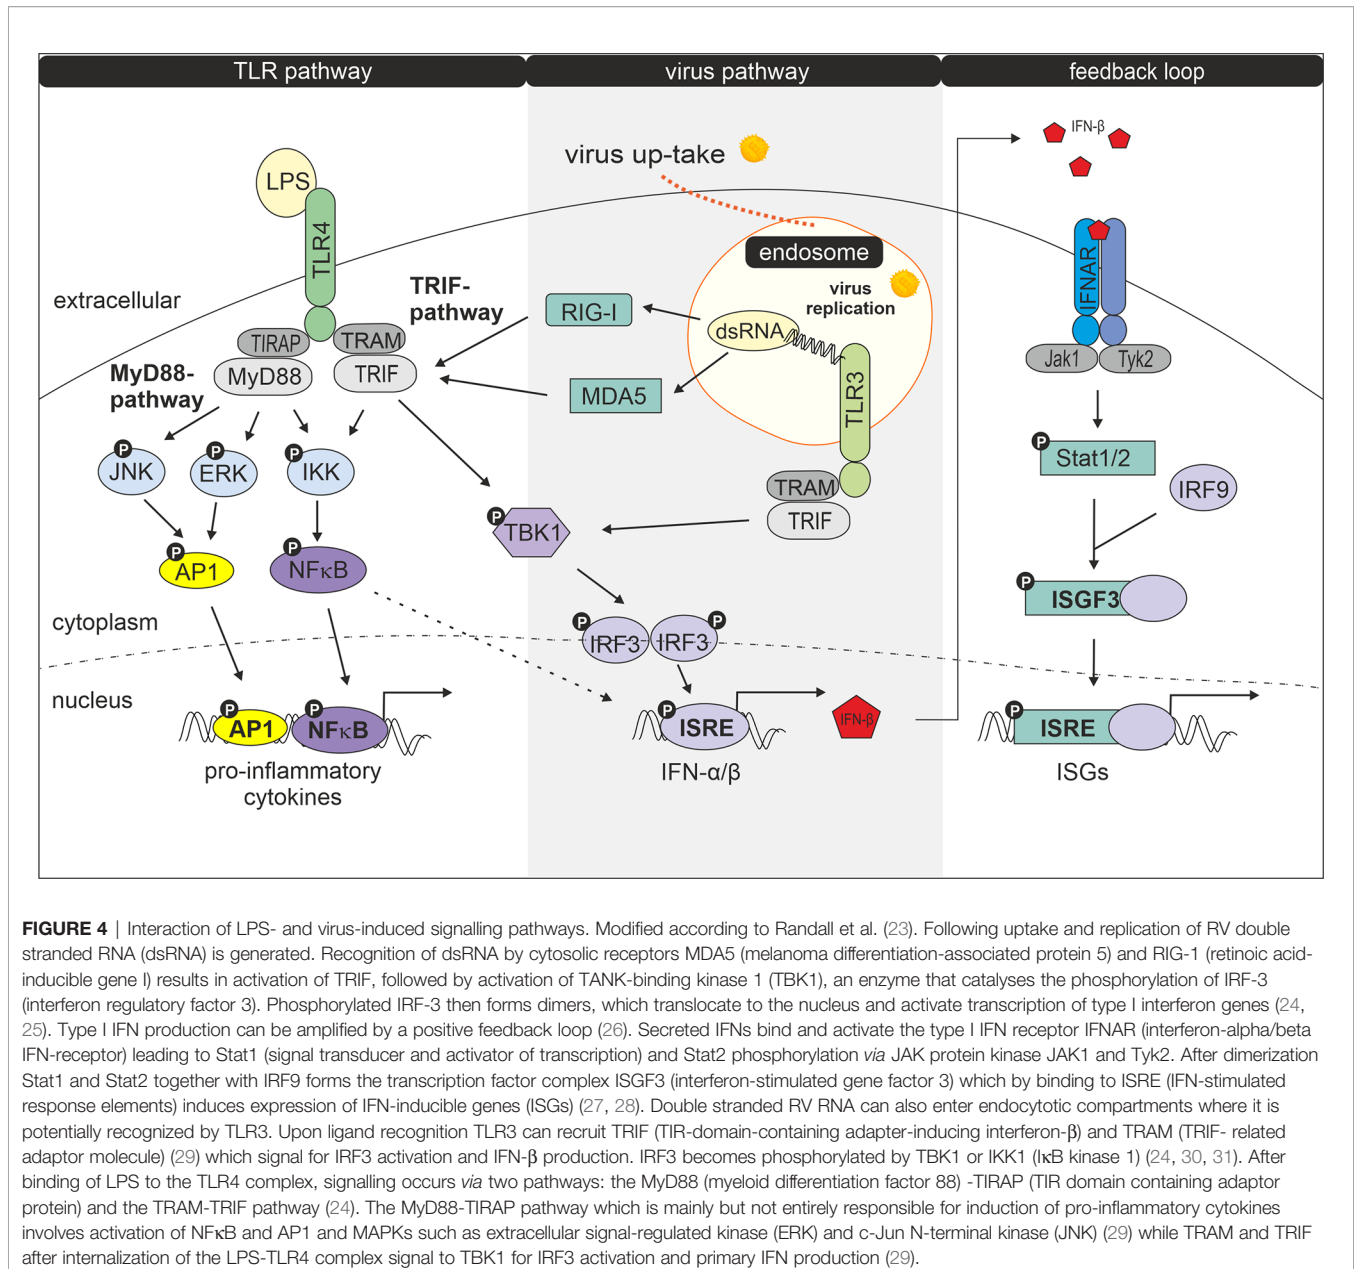 TLR pathway
virus pathway
feedback loop
IFN-β
virus up-take
LPS
TLR4
endosome
IFNAR
extracellular
TRIF-
pathway
virus
replication
RIG-I
dsRNA
TIRAP
TRAM
MyD88
TRIF
Jak1
Tyk2
MyD88-
pathway
MDA5
TLR3
P
JNK
P
ERK
P
IKK
P
Stat1/2
TRAM
IRF9
TRIF
P
TBK1
P
AP1
P
NFκB
P
ISGF3
cytoplasm
P
IRF3
IRF3
P
nucleus
P
AP1
P
NFκB
P
ISRE
IFN-β
P
ISRE
pro-inflammatory
cytokines
IFN-α/β
ISGs
FIGURE 4 | Interaction of LPS- and virus-induced signalling pathways. Modified according to Randall et al. (23). Following uptake and replication of RV double
stranded RNA (dsRNA) is generated. Recognition of dsRNA by cytosolic receptors MDA5 (melanoma differentiation-associated protein 5) and RIG-1 (retinoic acid-
inducible gene I) results in activation of TRIF, followed by activation of TANK-binding kinase 1 (TBK1), an enzyme that catalyses the phosphorylation of IRF-3
(interferon regulatory factor 3). Phosphorylated IRF-3 then forms dimers, which translocate to the nucleus and activate transcription of type I interferon genes (24,
25). Type I IFN production can be amplified by a positive feedback loop (26). Secreted IFNs bind and activate the type I IFN receptor IFNAR (interferon-alpha/beta
IFN-receptor) leading to Stat1 (signal transducer and activator of transcription) and Stat2 phosphorylation via JAK protein kinase JAK1 and Tyk2. After dimerization
Stat1 and Stat2 together with IRF9 forms the transcription factor complex ISGF3 (interferon-stimulated gene factor 3) which by binding to ISRE (IFN-stimulated
response elements) induces expression of IFN-inducible genes (ISGs) (27, 28). Double stranded RV RNA can also enter endocytotic compartments where it is
potentially recognized by TLR3. Upon ligand recognition TLR3 can recruit TRIF (TIR-domain-containing adapter-inducing interferon-β) and TRAM (TRIF- related
adaptor molecule) (29) which signal for IRF3 activation and IFN-β production. IRF3 becomes phosphorylated by TBK1 or IKK1 (IκB kinase 1) (24, 30, 31). After
binding of LPS to the TLR4 complex, signalling occurs via two pathways: the MyD88 (myeloid differentiation factor 88) -TIRAP (TIR domain containing adaptor
protein) and the TRAM-TRIF pathway (24). The MyD88-TIRAP pathway which is mainly but not entirely responsible for induction of pro-inflammatory cytokines
involves activation of NFκB and AP1 and MAPKs such as extracellular signal-regulated kinase (ERK) and c-Jun N-terminal kinase (JNK) (29) while TRAM and TRIF
after internalization of the LPS-TLR4 complex signal to TBK1 for IRF3 activation and primary IFN production (29).